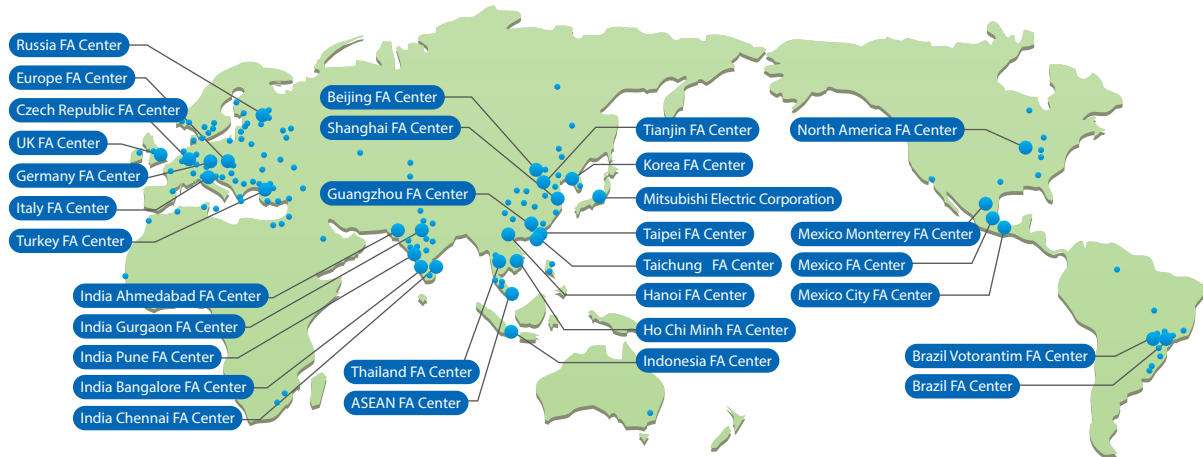 Russia FA Center
Europe FA Center
Czech Republic FA Center
UK FA Center
Germany FA Center
Italy FA Center
Turkey FA Center
India Ahmedabad FA Center
India Gurgaon FA Center
India Pune FA Center
India Bangalore FA Center
India Chennai FA Center
Beijing FA Center
Shanghai FA Center
Guangzhou FA Center
Thailand FA Center
ASEAN FA Center
Tianjin FA Center
Korea FA Center
Mitsubishi Electric Corporation
Taipei FA Center
Taichung FA Center
Hanoi FA Center
Ho Chi Minh FA Center
Indonesia FA Center
North America FA Center
Mexico Monterrey FA Center
Mexico FA Center
Mexico City FA Center
Brazil Votorantim FA Center
Brazil FA Center